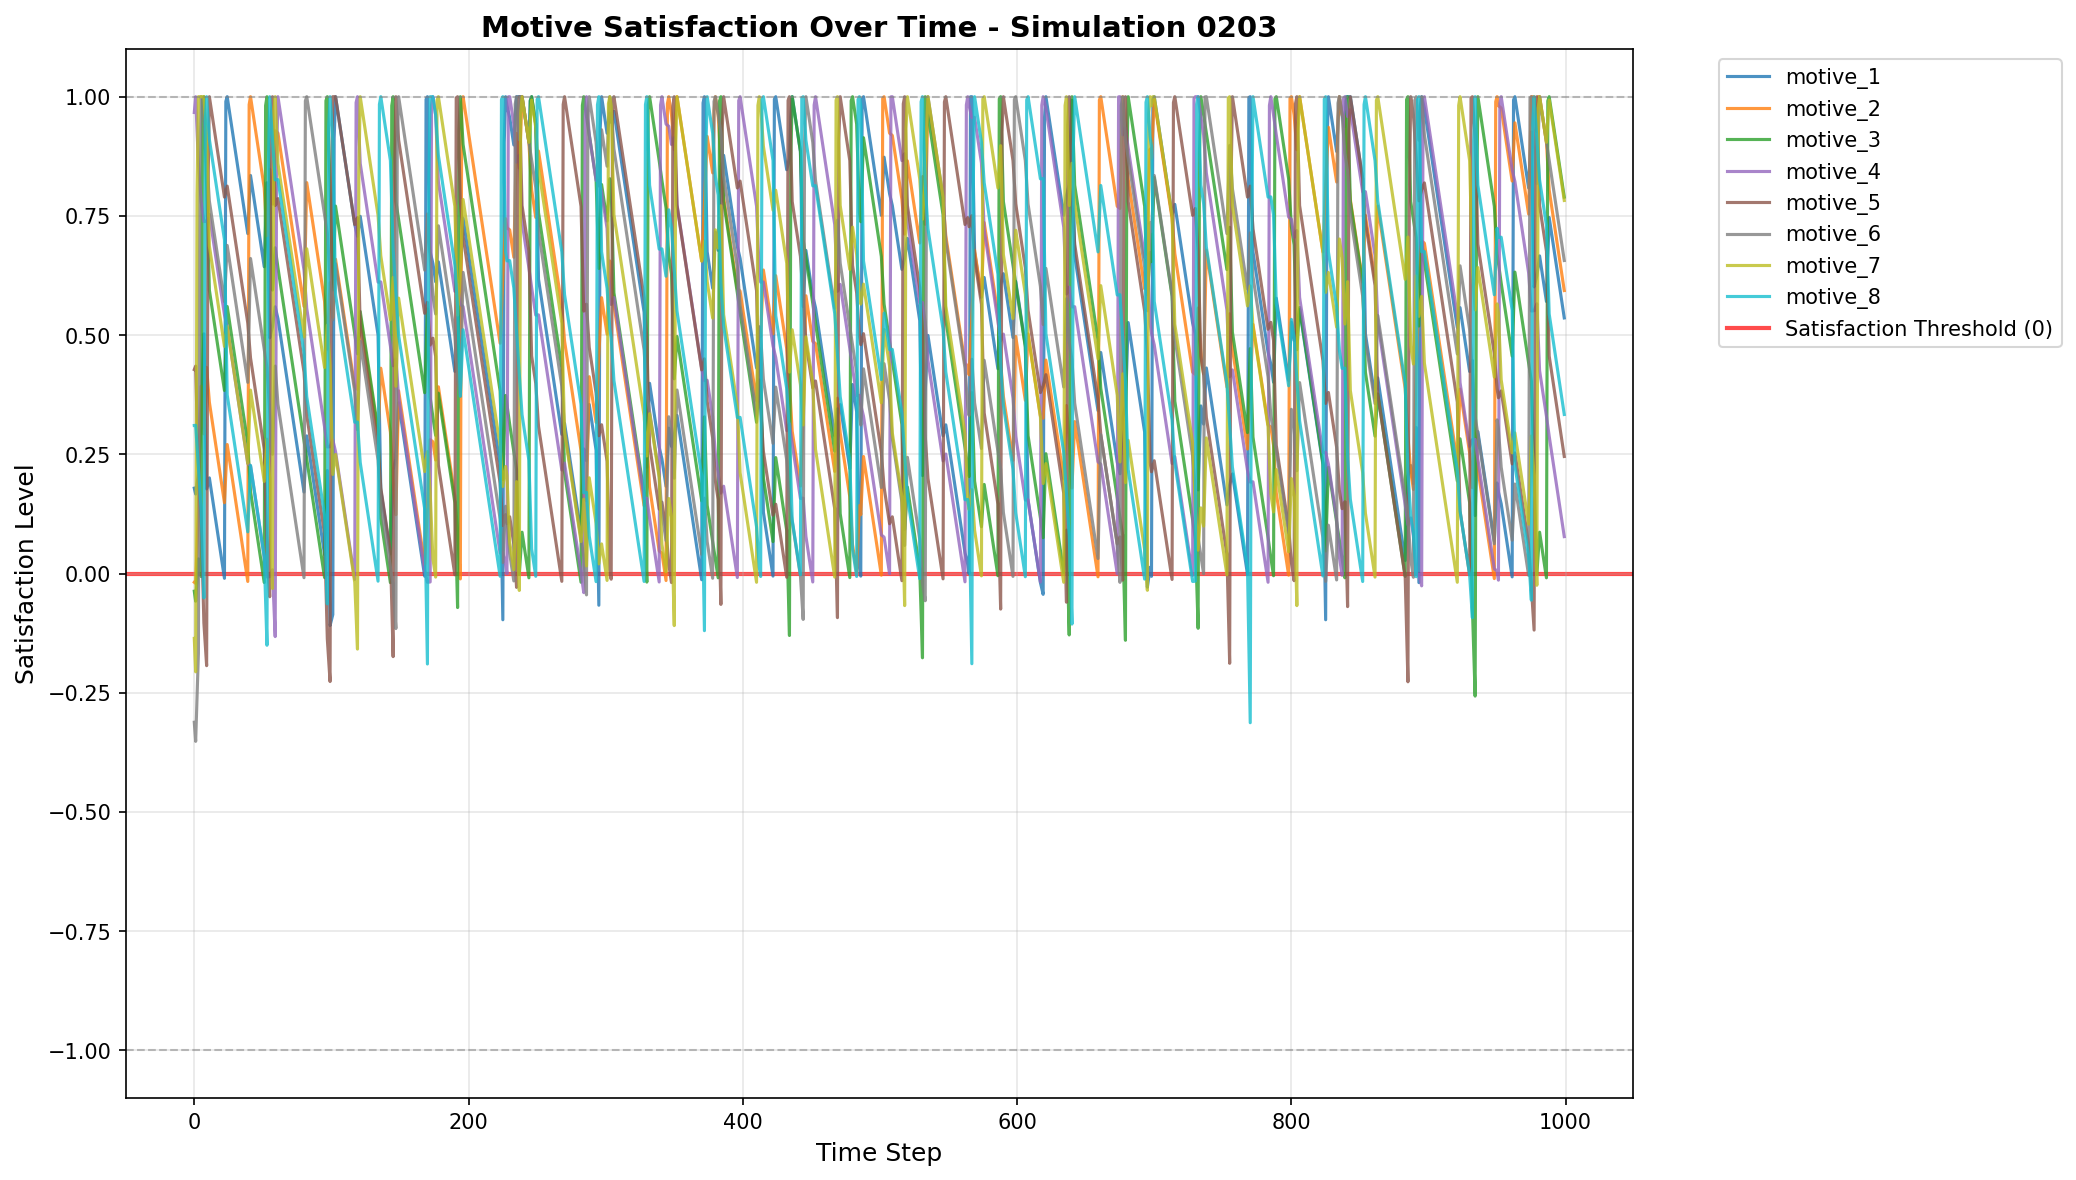 Motive Satisfaction Over Time - Simulation 0203
1.00
0.75
0.50
0.25
0.00
−0.25
−0.50
−0.75
−1.00
Satisfaction Level
0
200
400
600
800
1000
Time Step
motive_1
motive_2
motive_3
motive_4
motive_5
motive_6
motive_7
motive_8
Satisfaction Threshold (0)